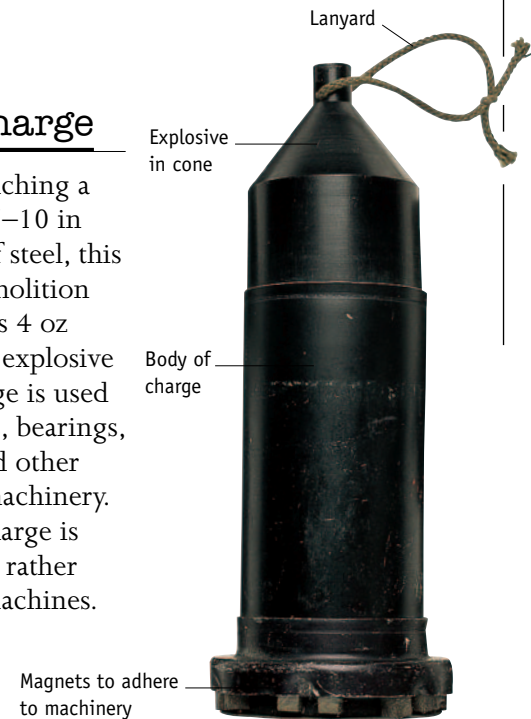 harge
ching a
–10 in
f steel, this
nolition
s 4 oz
explosive
ge is used
, bearings,
d other
achinery.
arge is
rather
achines.
Lanyard
Explosive
in cone
Body of
charge
Magnets to adhere
to machinery